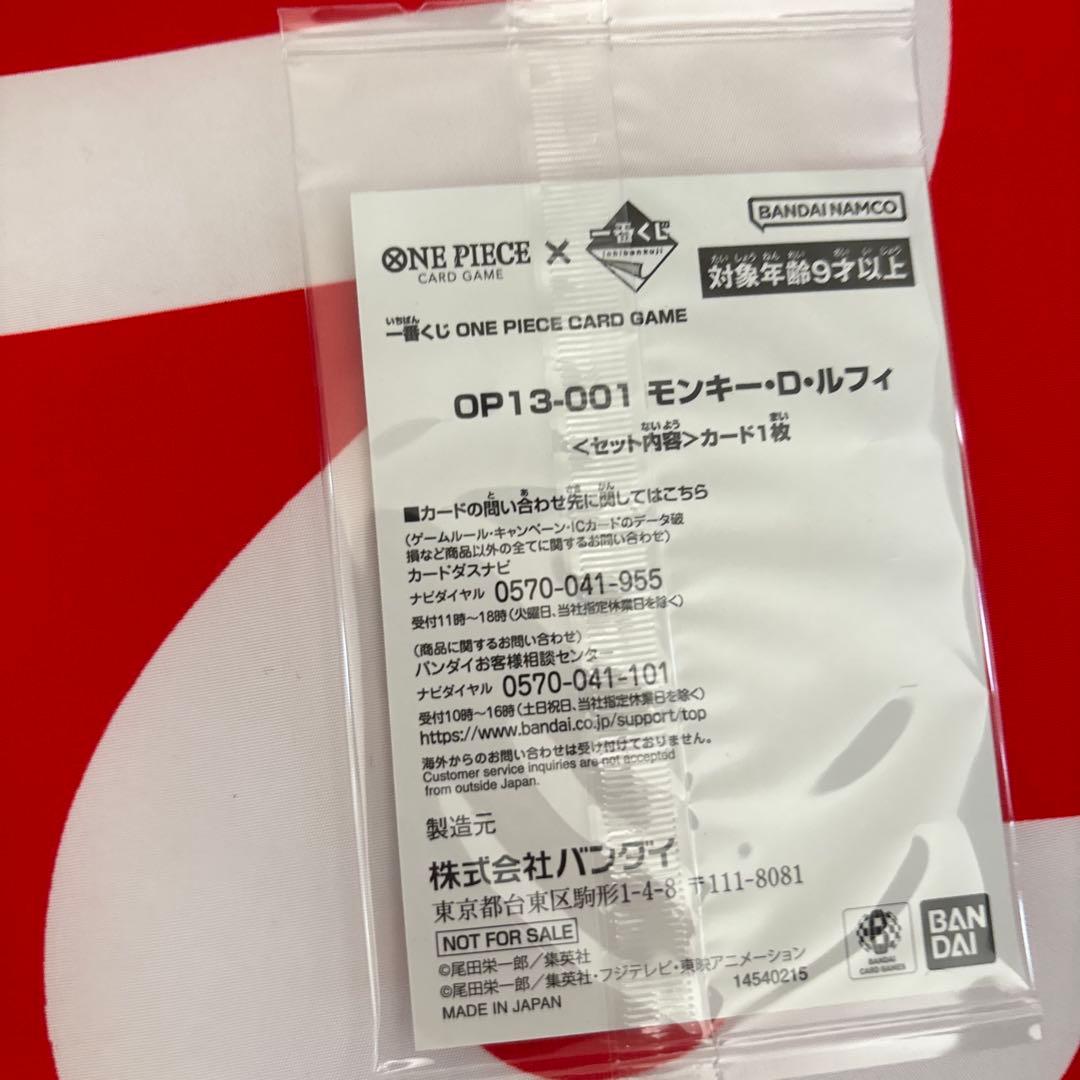 ONE PIECE CARD GAME × 一番くじ ichibankuji
BANDAI NAMCO
対象年齢9才以上
一番くじ ONE PIECE CARD GAME
OP13-001 モンキー・D・ルフィ
<セット内容>カード1枚
■カードの問い合わせ先に関してはこちら
(ゲームルール・キャンペーン・ICカードのデータ破
損など商品以外の全てに関するお問い合わせ)
カードダスナビ
ナビダイヤル 0570-041-955
受付11時～18時(火曜日、当社指定休業日を除く)
(商品に関するお問い合わせ)
バンダイお客様相談センター
ナビダイヤル 0570-041-101
受付10時～16時(土日祝日、当社指定休業日を除く)
https://www.bandai.co.jp/support/top
海外からのお問い合わせは受け付けておりません。
Customer service inquiries are not accepted
from outside Japan.
製造元
株式会社バンダイ
東京都台東区駒形1-4-8 〒111-8081
NOT FOR SALE
©尾田栄一郎／集英社
©尾田栄一郎／集英社・フジテレビ・東映アニメーション
MADE IN JAPAN
14540215
BANDAI CARD GAMES
BAN DAI